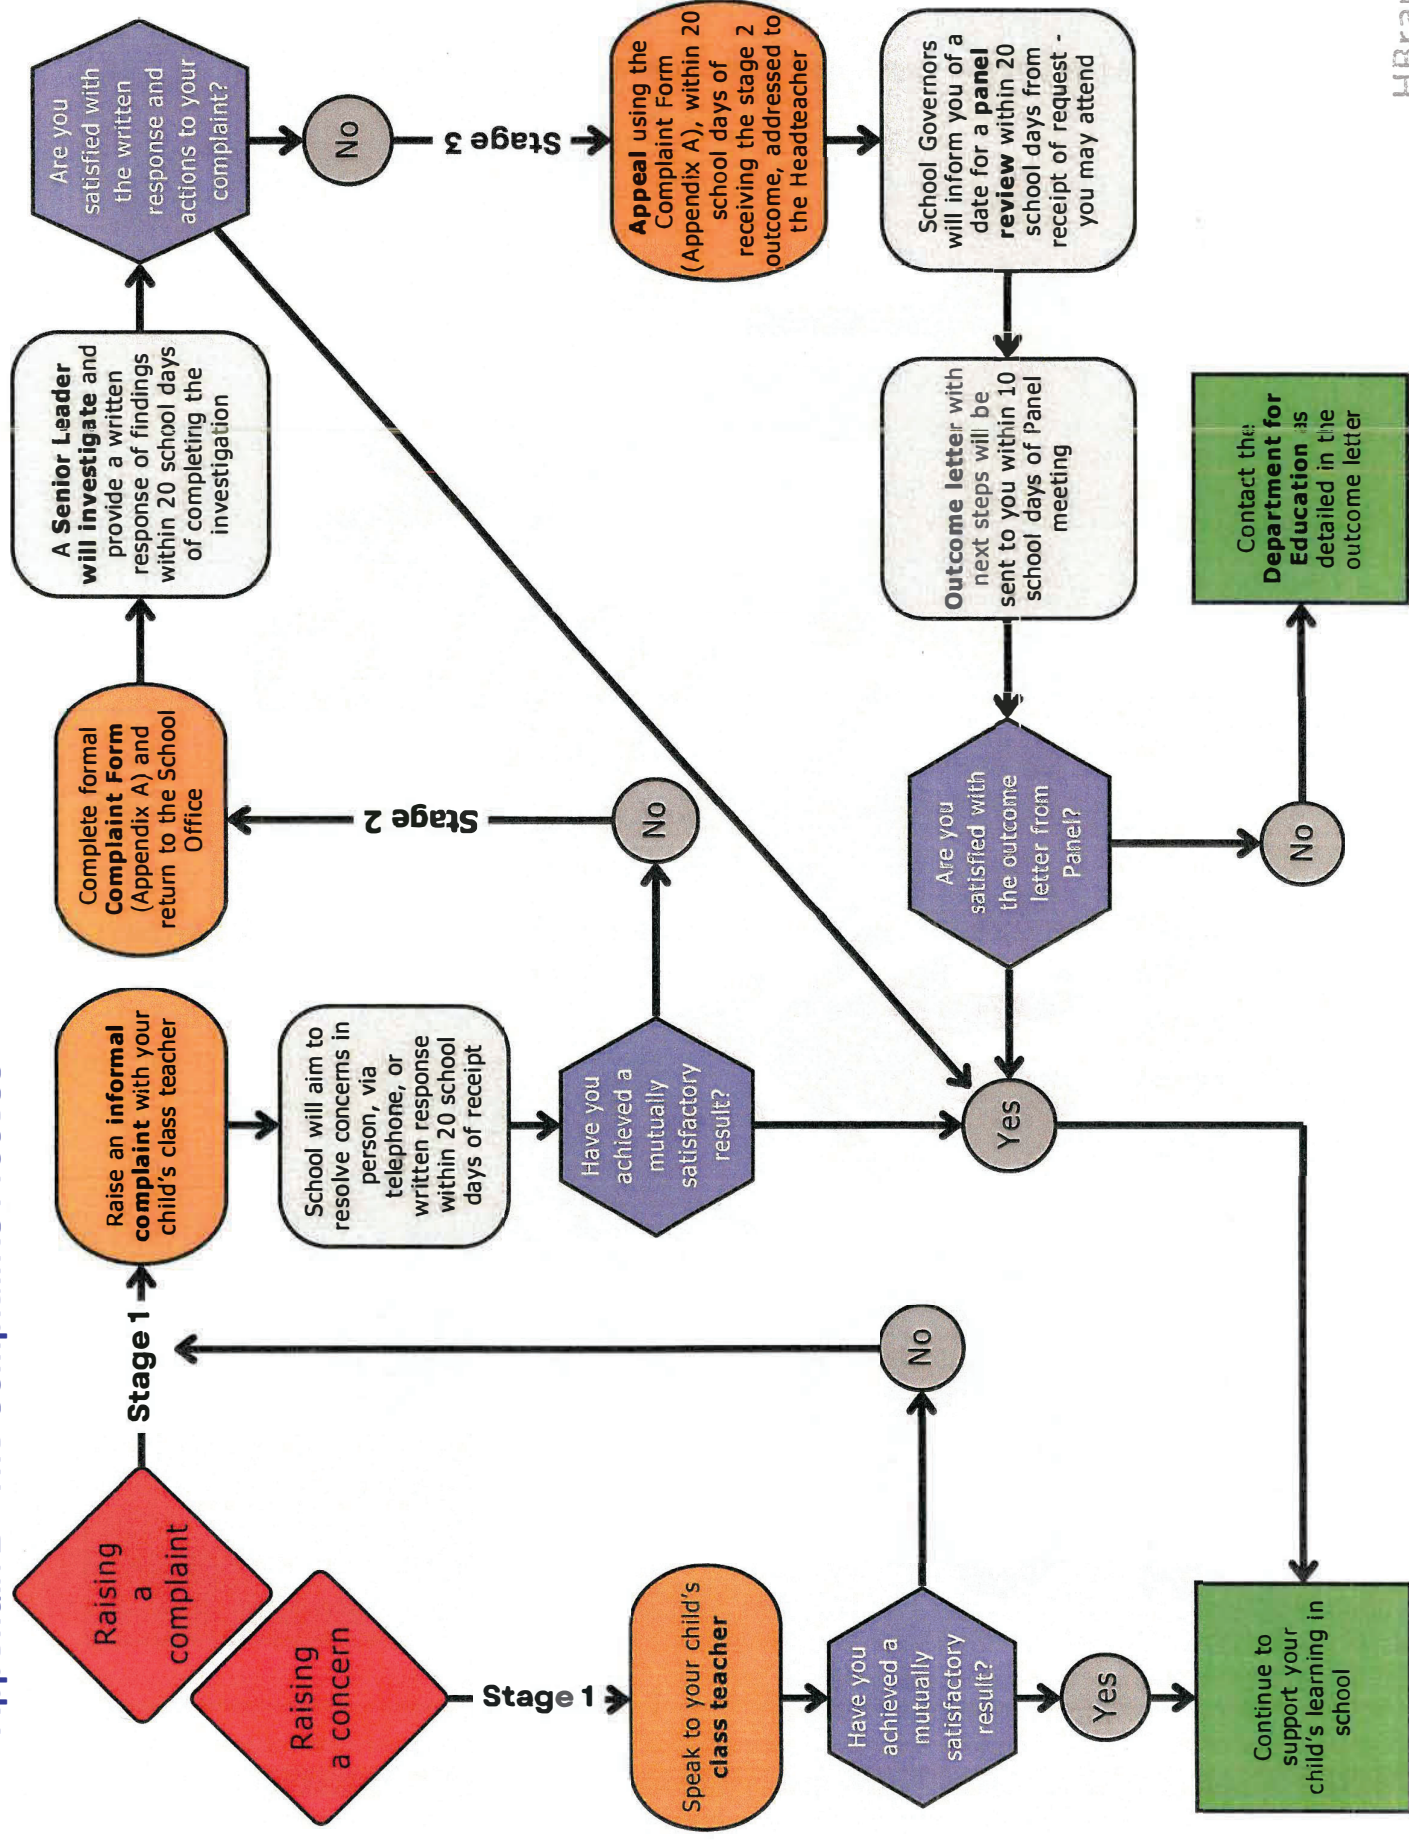 Raising
a
complaint
Raising
a concern
Stage 1
Stage 1
Speak to your child's
class teacher
Have you
achieved a
mutually
satisfactory
result?
No
Yes
Continue to
support your
child's learning in
school
Raise an informal
complaint with your
child's class teacher
School will aim to
resolve concerns in
person, via
telephone, or
written response
within 20 school
days of receipt
Have you
achieved a
mutually
satisfactory
result?
No
Yes
Stage 2
Complete formal
Complaint Form
(Appendix A) and
return to the School
Office
A Senior Leader
will investigate and
provide a written
response of findings
within 20 school days
of completing the
investigation
Are you
satisfied with
the written
response and
actions to your
complaint?
No
Stage 3
Appeal using the
Complaint Form
(Appendix A), within 20
school days of
receiving the stage 2
outcome, addressed to
the Headteacher
School Governors
will inform you of a
date for a panel
review within 20
school days from
receipt of request -
you may attend
Outcome letter with
next steps will be
sent to you within 10
school days of Panel
meeting
Are you
satisfied with
the outcome
letter from
Panel?
No
Contact the
Department for
Education as
detailed in the
outcome letter